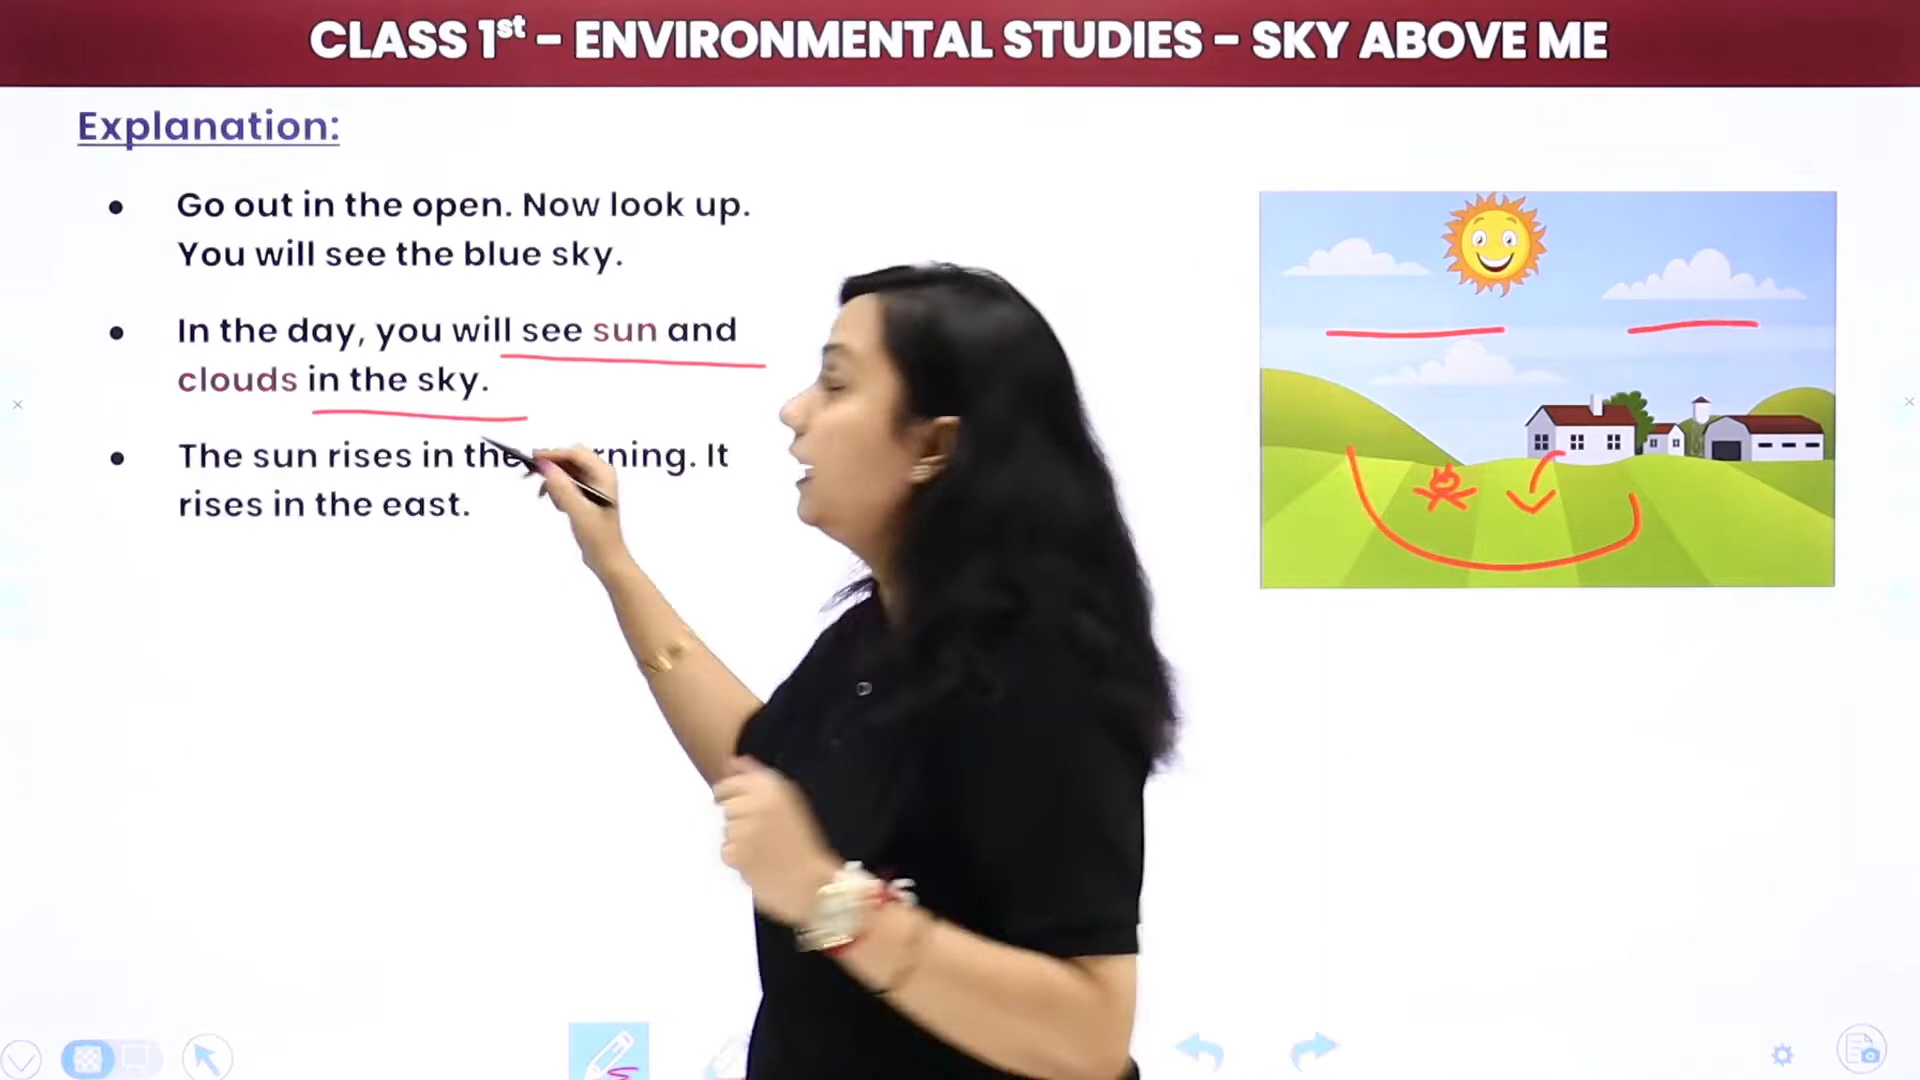 CLASS 1st - ENVIRONMENTAL STUDIES - SKY ABOVE ME
Explanation:
• Go out in the open. Now look up.
You will see the blue sky.
• In the day, you will see sun and
clouds in the sky.
• The sun rises in the It
rises in the east.